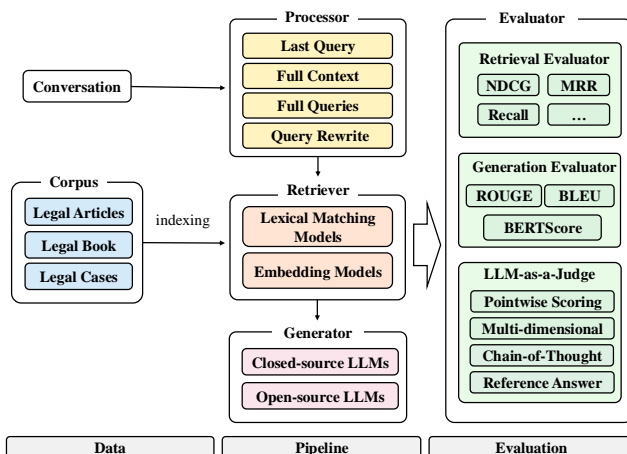 Processor
Last Query
Full Context
Full Queries
Query Rewrite
Conversation
Corpus
Legal Articles
Legal Book
Legal Cases
indexing
Retriever
Lexical Matching
Models
Embedding Models
Generator
Closed-source LLMs
Open-source LLMs
Evaluator
Retrieval Evaluator
NDCG
MRR
Recall
...
Generation Evaluator
ROUGE
BLEU
BERTScore
LLM-as-a-Judge
Pointwise Scoring
Multi-dimensional
Chain-of-Thought
Reference Answer
Data
Pipeline
Evaluation